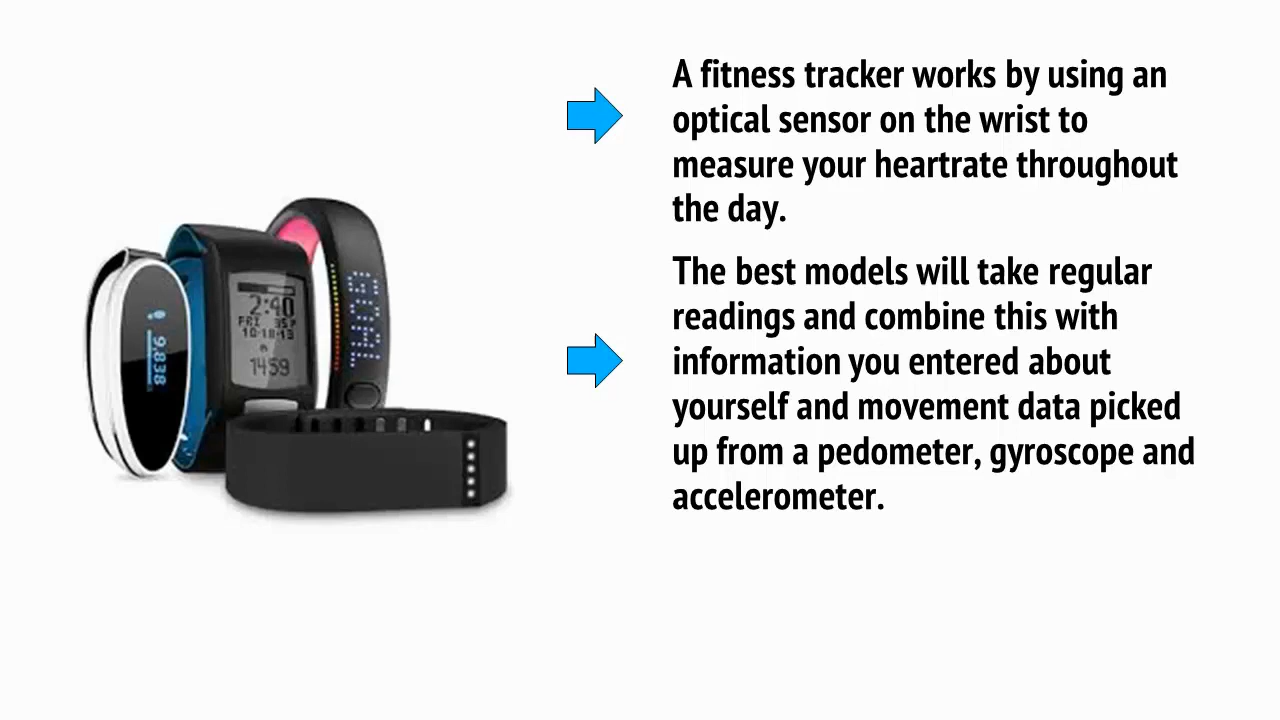 A fitness tracker works by using an
optical sensor on the wrist to
measure your heartrate throughout
the day.
The best models will take regular
readings and combine this with
information you entered about
yourself and movement data picked
up from a pedometer, gyroscope and
accelerometer.
9,838
2:40
FRI 35P
10-18-13
1459